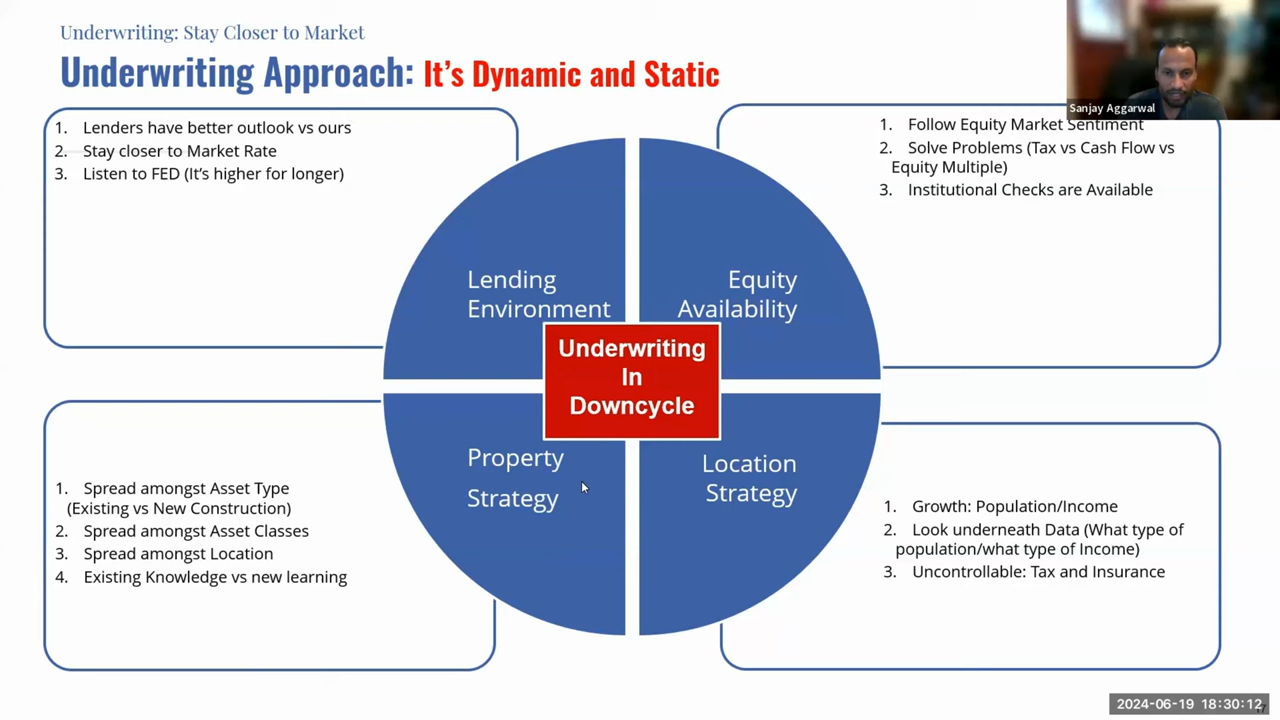 Underwriting: Stay Closer to Market
Underwriting Approach: It's Dynamic and Static
Sanjay Aggarwal
1. Lenders have better outlook vs ours
2. Stay closer to Market Rate
3. Listen to FED (It's higher for longer)
1. Follow Equity Market Sentiment
2. Solve Problems (Tax vs Cash Flow vs
Equity Multiple)
3. Institutional Checks are Available
Lending
Environment
Equity
Availability
Underwriting
In
Downcycle
Property
Strategy
Location
Strategy
1. Spread amongst Asset Type
(Existing vs New Construction)
2. Spread amongst Asset Classes
3. Spread amongst Location
4. Existing Knowledge vs new learning
1. Growth: Population/Income
2. Look underneath Data (What type of
population/what type of Income)
3. Uncontrollable: Tax and Insurance
2024-06-19 18:30:12